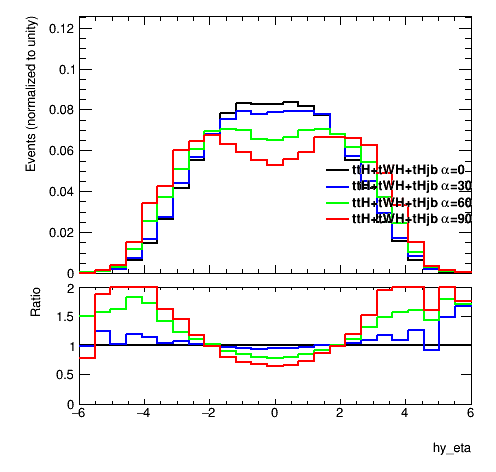 Events (normalized to unity)
0.12
0.1
0.08
0.06
0.04
0.02
0
ttH+tWH+tHjb α=0
ttH+tWH+tHjb α=30
ttH+tWH+tHjb α=60
ttH+tWH+tHjb α=90
Ratio
2
1.5
1
0.5
0
−6 −4 −2 0 2 4 6
hy_eta